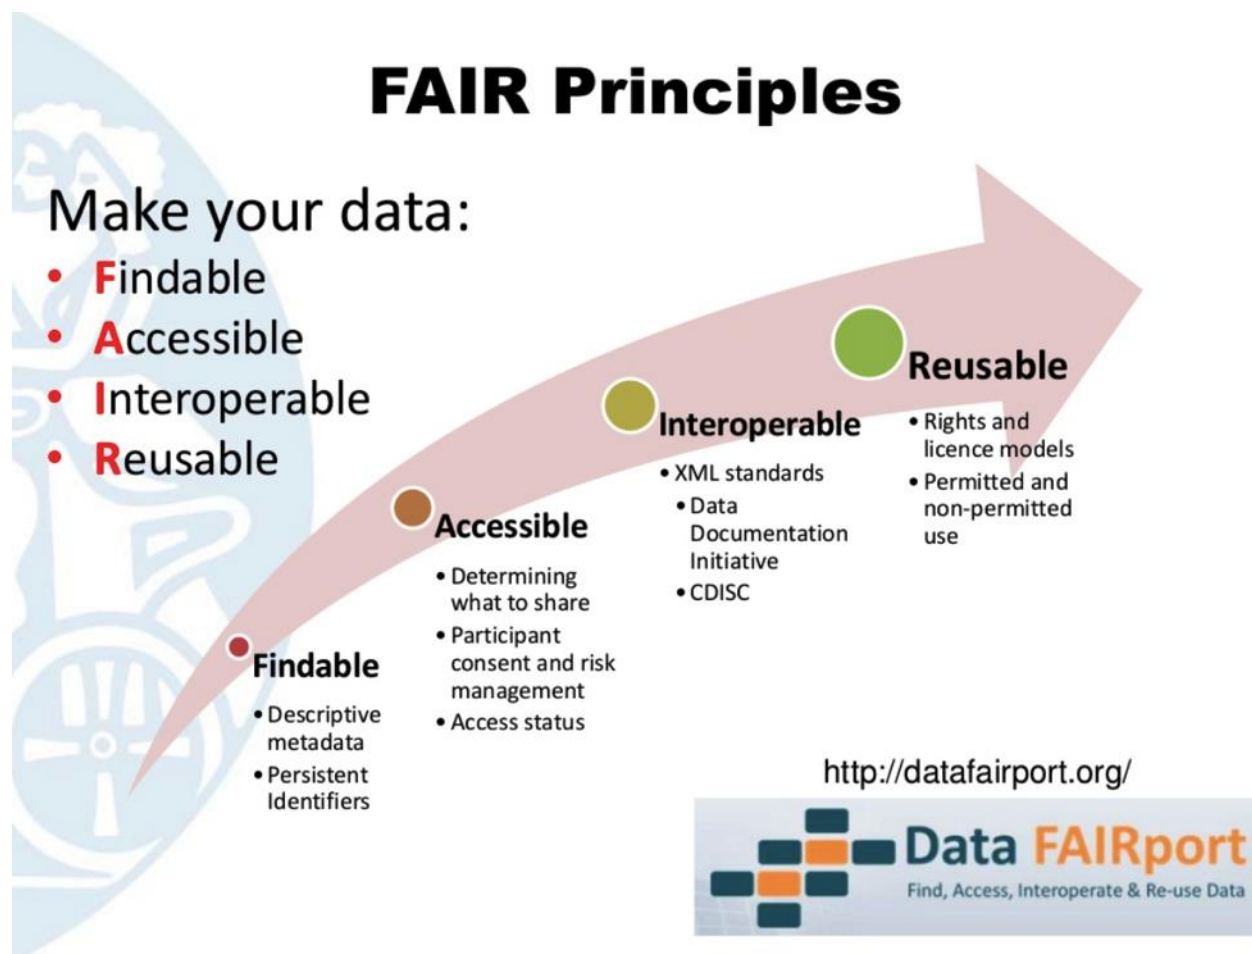 FAIR Principles
Make your data:
• Findable
• Accessible
• Interoperable
• Reusable
Findable
• Descriptive
metadata
• Persistent
Identifiers
Accessible
• Determining
what to share
• Participant
consent and risk
management
• Access status
Interoperable
• XML standards
• Data
Documentation
Initiative
• CDISC
Reusable
• Rights and
licence models
• Permitted and
non-permitted
use
http://datafairport.org/
Data FAIRport
Find, Access, Interoperate & Re-use Data